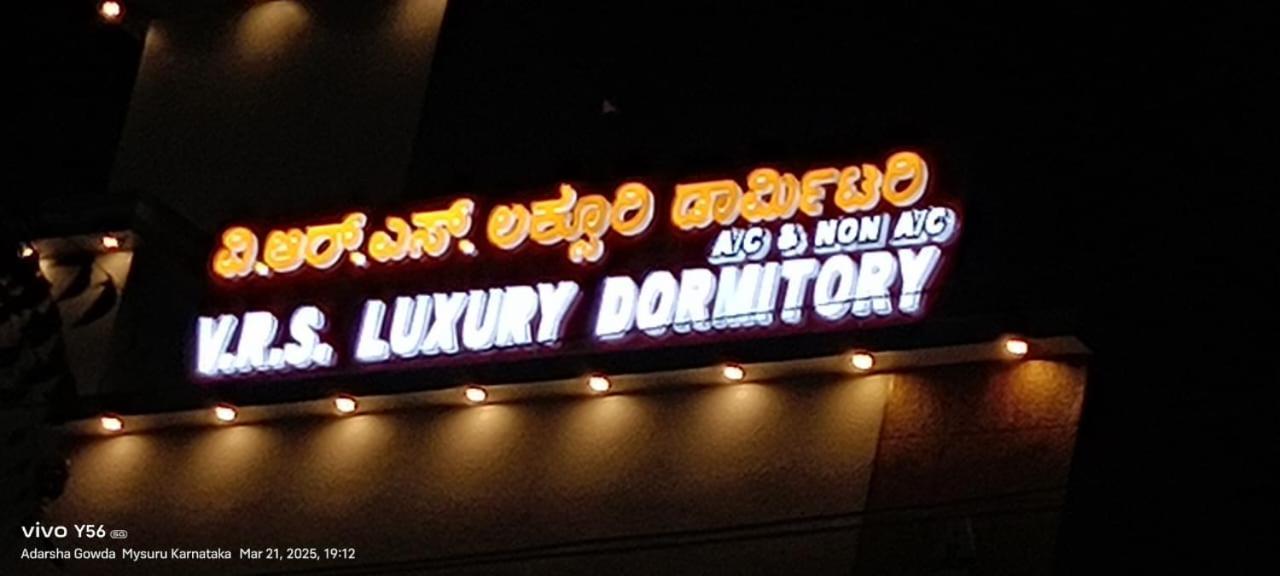 ವಿ.ಆರ್.ಎಸ್. ಲಕ್ಷೂರಿ ಡಾರ್ಮಿಟರಿ
A/C & NON A/C
V.R.S. LUXURY DORMITORY
vivo Y56 5G
Adarsha Gowda Mysuru Karnataka Mar 21, 2025, 19:12